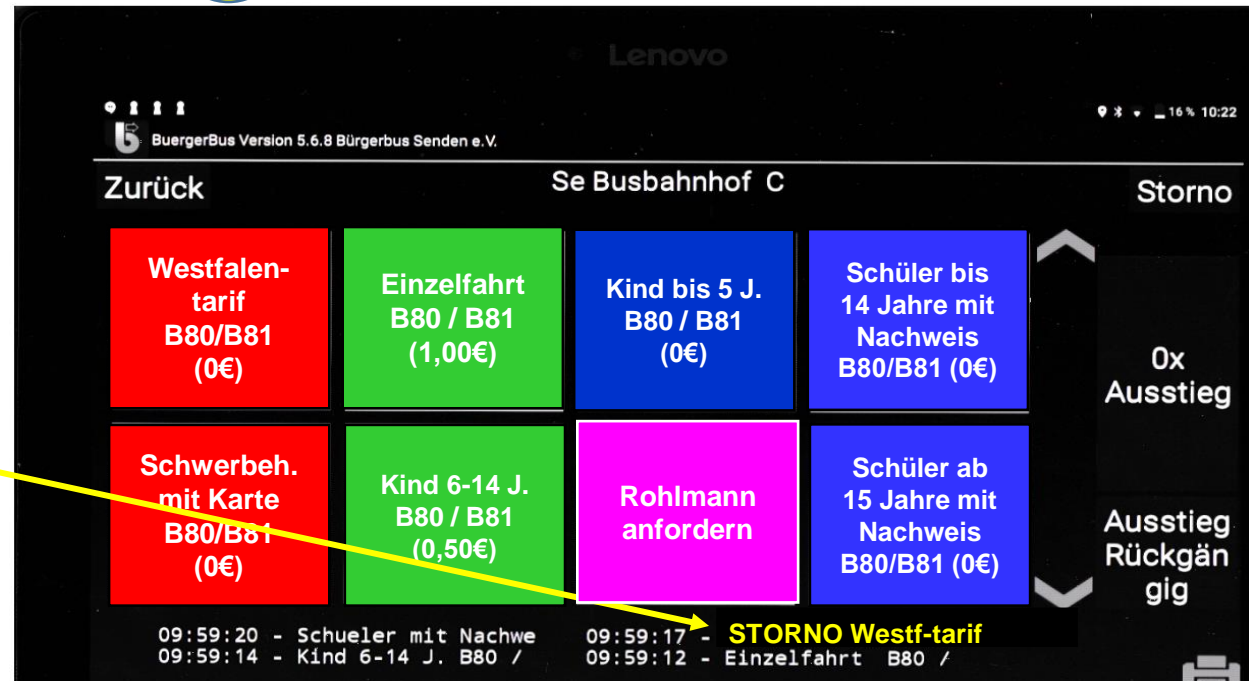 Lenovo
16% 10:22
BuergerBus Version 5.6.8 Bürgerbus Senden e.V.
Zurück
Se Busbahnhof C
Storno
Westfalen-
tarif
B80/B81
(0€)
Einzelfahrt
B80 / B81
(1,00€)
Kind bis 5 J.
B80 / B81
(0€)
Schüler bis
14 Jahre mit
Nachweis
B80/B81 (0€)
0x
Ausstieg
Schwerbeh.
mit Karte
B80/B81
(0€)
Kind 6-14 J.
B80 / B81
(0,50€)
Rohlmann
anfordern
Schüler ab
15 Jahre mit
Nachweis
B80/B81 (0€)
Ausstieg
Rückgän
gig
09:59:20 - Schueler mit Nachwe
09:59:17 - STORNO Westf-tarif
09:59:14 - Kind 6-14 J. B80 /
09:59:12 - Einzelfahrt B80 /